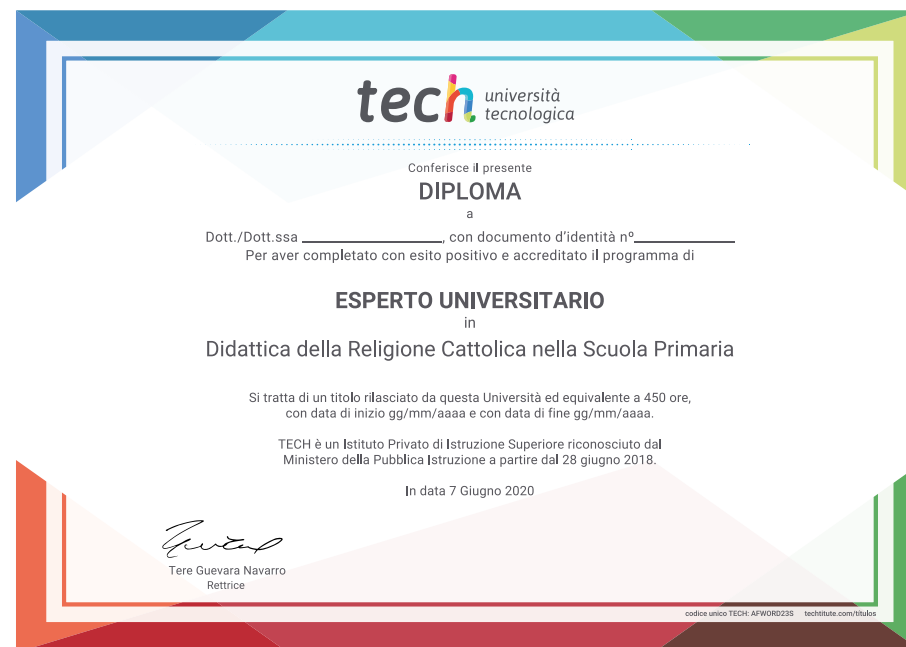 tech università
tecnologica
Conferisce il presente
DIPLOMA
a
Dott./Dott.ssa ____________, con documento d'identità nº____________
Per aver completato con esito positivo e accreditato il programma di
ESPERTO UNIVERSITARIO
in
Didattica della Religione Cattolica nella Scuola Primaria
Si tratta di un titolo rilasciato da questa Università ed equivalente a 450 ore,
con data di inizio gg/mm/aaaa e con data di fine gg/mm/aaaa.
TECH è un Istituto Privato di Istruzione Superiore riconosciuto dal
Ministero della Pubblica Istruzione a partire dal 28 giugno 2018.
In data 7 Giugno 2020
Tere Guevara Navarro
Rettrice
codice unico TECH: AFWORD23S techtitute.com/titulos